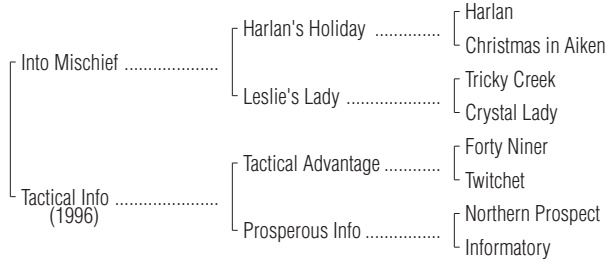 Harlan
Harlan's Holiday ..............
Christmas in Aiken
Into Mischief ....................
Tricky Creek
Leslie's Lady ....................
Crystal Lady
Forty Niner
Tactical Advantage ............
Twitchet
Tactical Info ......................
(1996)
Northern Prospect
Prosperous Info ................
Informatory